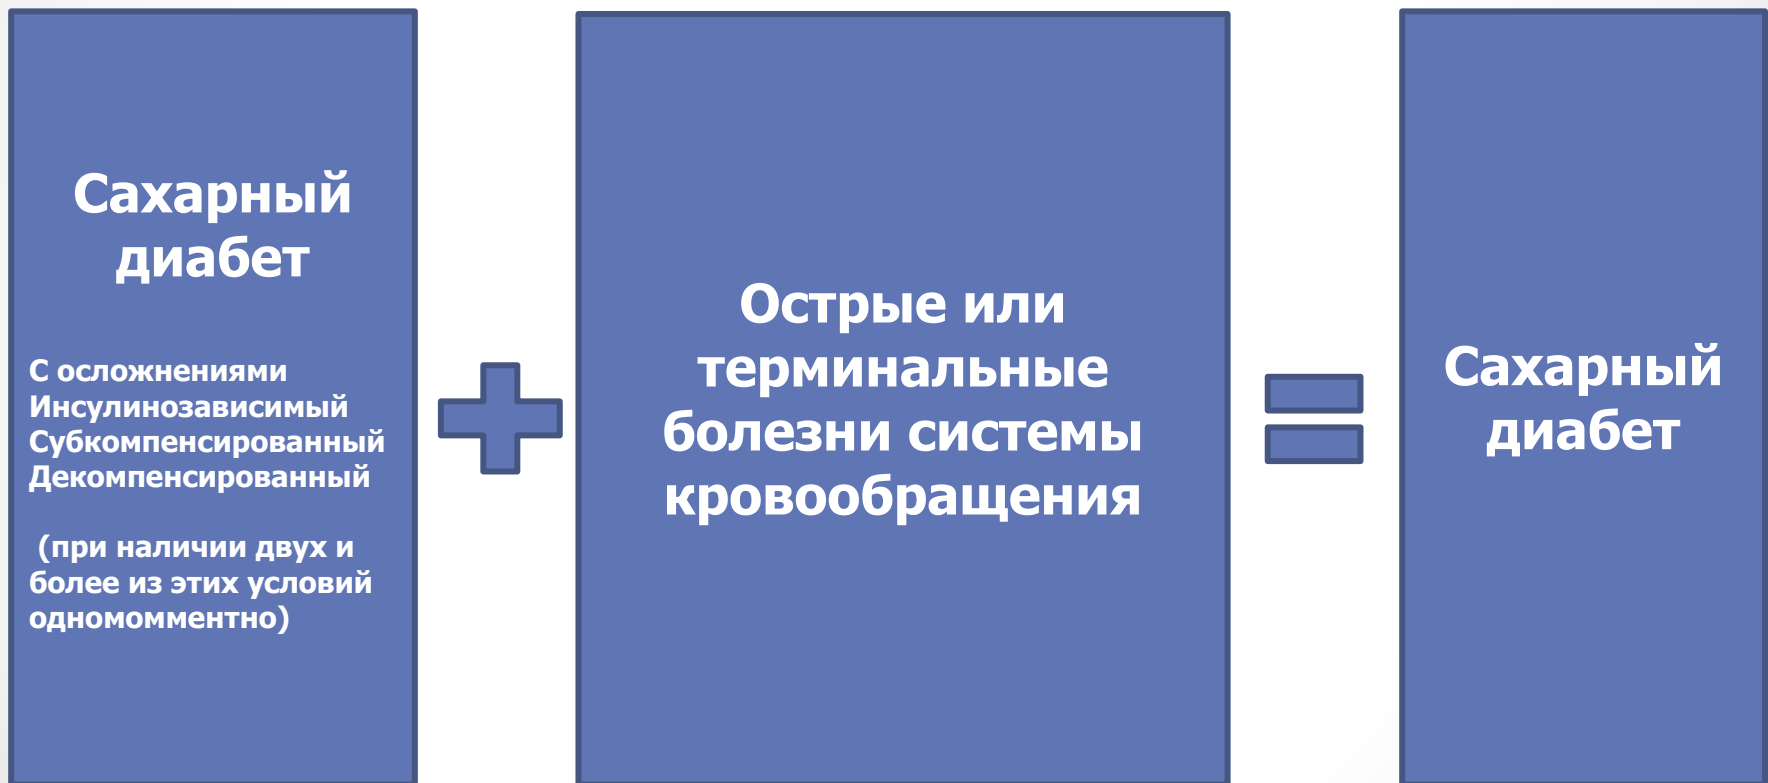 Сахарный
диабет
С осложнениями
Инсулинозависимый
Субкомпенсированный
Декомпенсированный
(при наличии двух и
более из этих условий
одномомментно)
Острые или
терминальные
болезни системы
кровообращения
Сахарный
диабет